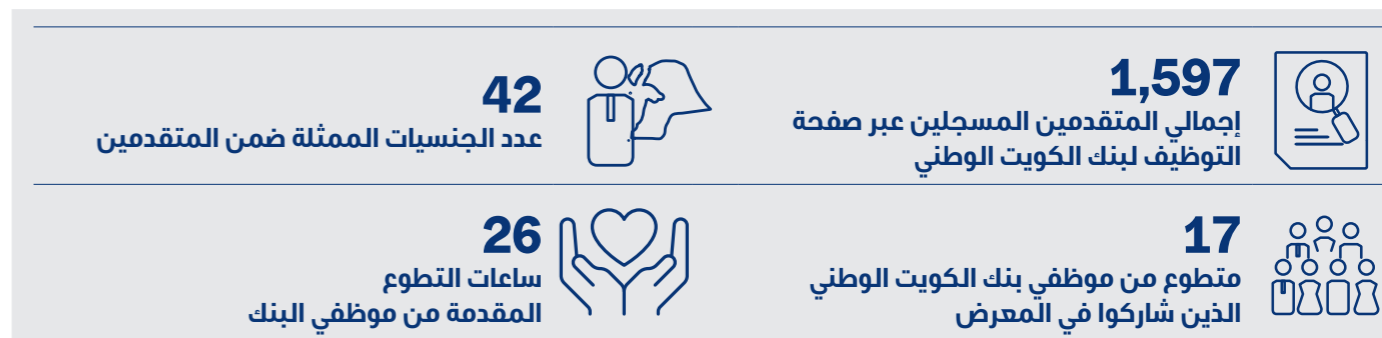 1,597
إجمالي المتقدمين المسجلين عبر صفحة
التوظيف لبنك الكويت الوطني
42
عدد الجنسيات الممثلة ضمن المتقدمين
17
متطوع من موظفي بنك الكويت الوطني
الذين شاركوا في المعرض
26
ساعات التطوع
المقدمة من موظفي البنك